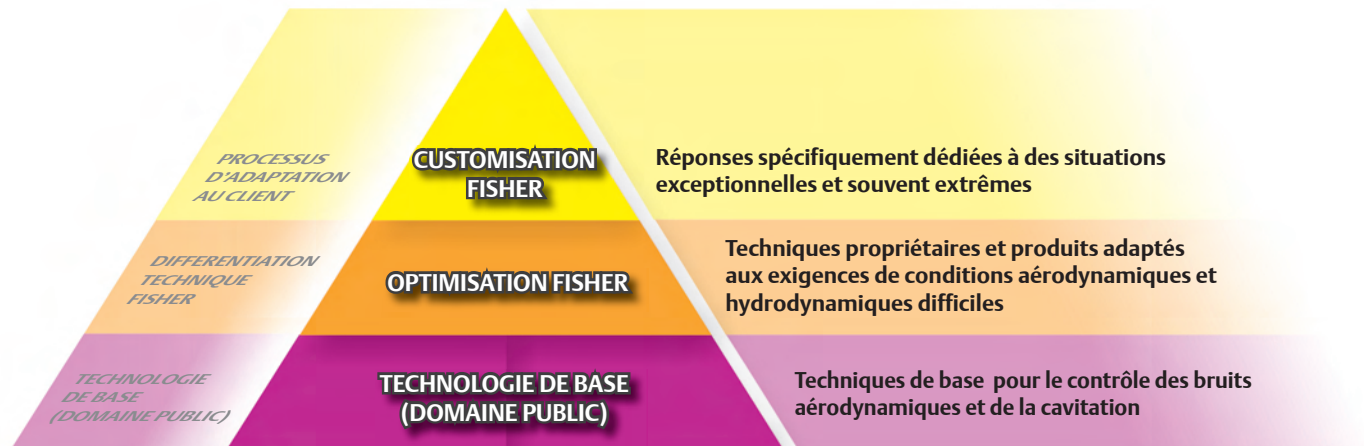 PROCESSUS
D'ADAPTATION
AU CLIENT
CUSTOMISATION
FISHER
Réponses spécifiquement dédiées à des situations
exceptionnelles et souvent extrêmes
DIFFERENTIATION
TECHNIQUE
FISHER
OPTIMISATION FISHER
Techniques propriétaires et produits adaptés
aux exigences de conditions aérodynamiques et
hydrodynamiques difficiles
TECHNOLOGIE
DE BASE
(DOMAINE PUBLIC)
TECHNOLOGIE DE BASE
(DOMAINE PUBLIC)
Techniques de base pour le contrôle des bruits
aérodynamiques et de la cavitation